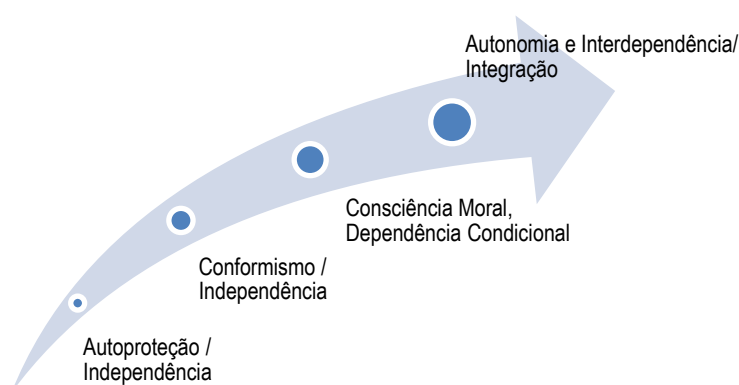 Autonomia e Interdependência/
Integração
Consciência Moral,
Dependência Condicional
Conformismo /
Independência
Autoproteção /
Independência